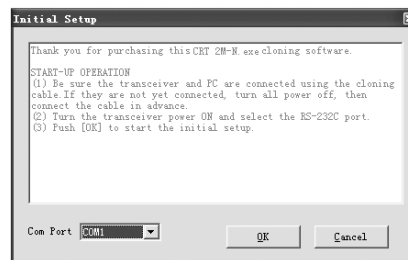 Initial Setup
Thank you for purchasing this CRT 2M-N. exe cloning software.
START-UP OPERATION
(1) Be sure the transceiver and PC are connected using the cloning
cable.If they are not yet connected, turn all power off, then
connect the cable in advance.
(2) Turn the transceiver power ON and select the RS-232C port.
(3) Push [OK] to start the initial setup.
Com Port COM1 OK Cancel